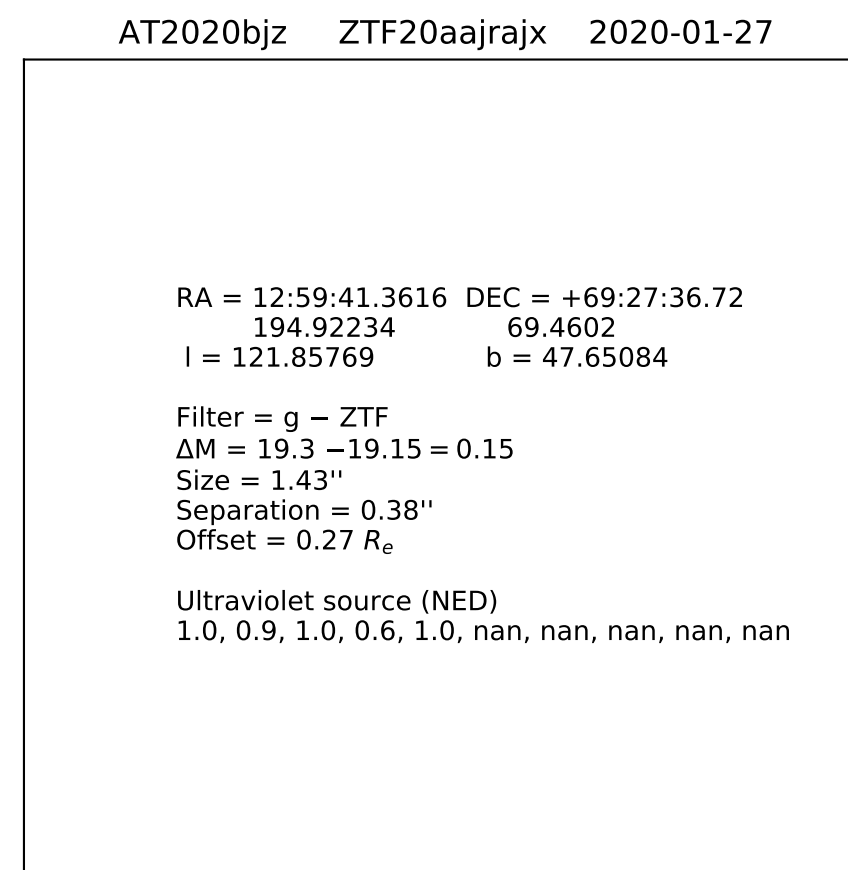 AT2020bjz ZTF20aajrajx 2020-01-27
RA = 12:59:41.3616 DEC = +69:27:36.72
194.92234 69.4602
l = 121.85769 b = 47.65084
Filter = g − ZTF
ΔM = 19.3 −19.15 = 0.15
Size = 1.43''
Separation = 0.38''
Offset = 0.27 Re
Ultraviolet source (NED)
1.0, 0.9, 1.0, 0.6, 1.0, nan, nan, nan, nan, nan